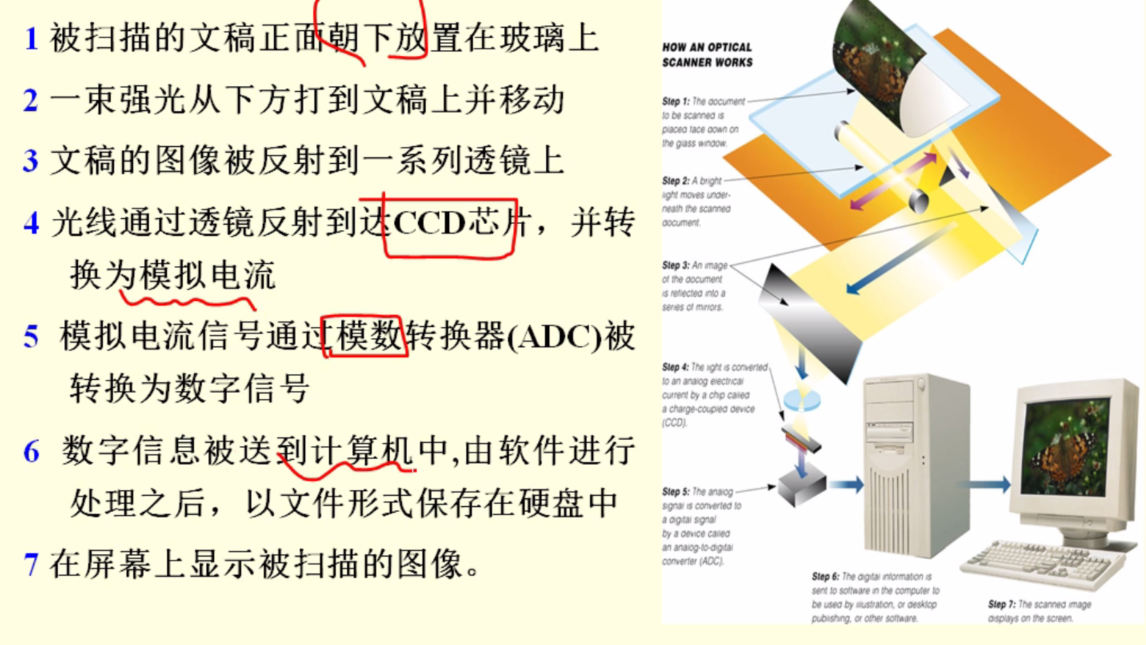 1 被扫描的文稿正面朝下放置在玻璃上
2 一束强光从下方打到文稿上并移动
3 文稿的图像被反射到一系列透镜上
4 光线通过透镜反射到达CCD芯片，并转
换为模拟电流
5 模拟电流信号通过模数转换器(ADC)被
转换为数字信号
6 数字信息被送到计算机中,由软件进行
处理之后，以文件形式保存在硬盘中
7 在屏幕上显示被扫描的图像。
HOW AN OPTICAL
SCANNER WORKS
Step 1: The document
to be scanned is
placed face down on
the glass window.
Step 2: A bright
light moves under-
neath the scanned
document.
Step 3: An image
of the document
is reflected into a
series of mirrors.
Step 4: The light is converted
to an analog electrical
current by a chip called
a charge-coupled device
(CCD).
Step 5: The analog
signal is converted to
a digital signal
by a device called
an analog-to-digital
converter (ADC).
Step 6: The digital information is
sent to software in the computer to
be used by illustration, or desktop
publishing, or other software.
Step 7: The scanned image
displays on the screen.